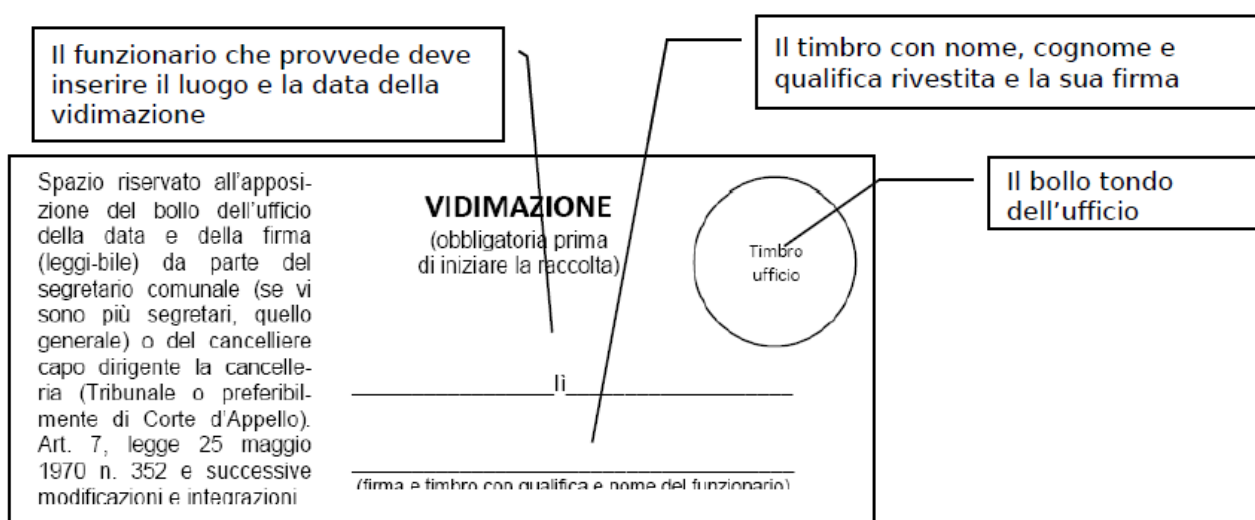 Il funzionario che provvede deve
inserire il luogo e la data della
vidimazione
Il timbro con nome, cognome e
qualifica rivestita e la sua firma
Il bollo tondo
dell’ufficio
Spazio riservato all’apposi-
zione del bollo dell’ufficio
della data e della firma
(leggi-bile) da parte del
segretario comunale (se vi
sono più segretari, quello
generale) o del cancelliere
capo dirigente la cancelle-
ria (Tribunale o preferibil-
mente di Corte d’Appello).
Art. 7, legge 25 maggio
1970 n. 352 e successive
modificazioni e integrazioni
VIDIMAZIONE
(obbligatoria prima
di iniziare la raccolta)
Timbro
ufficio
lì
(firma e timbro con qualifica e nome del funzionario)